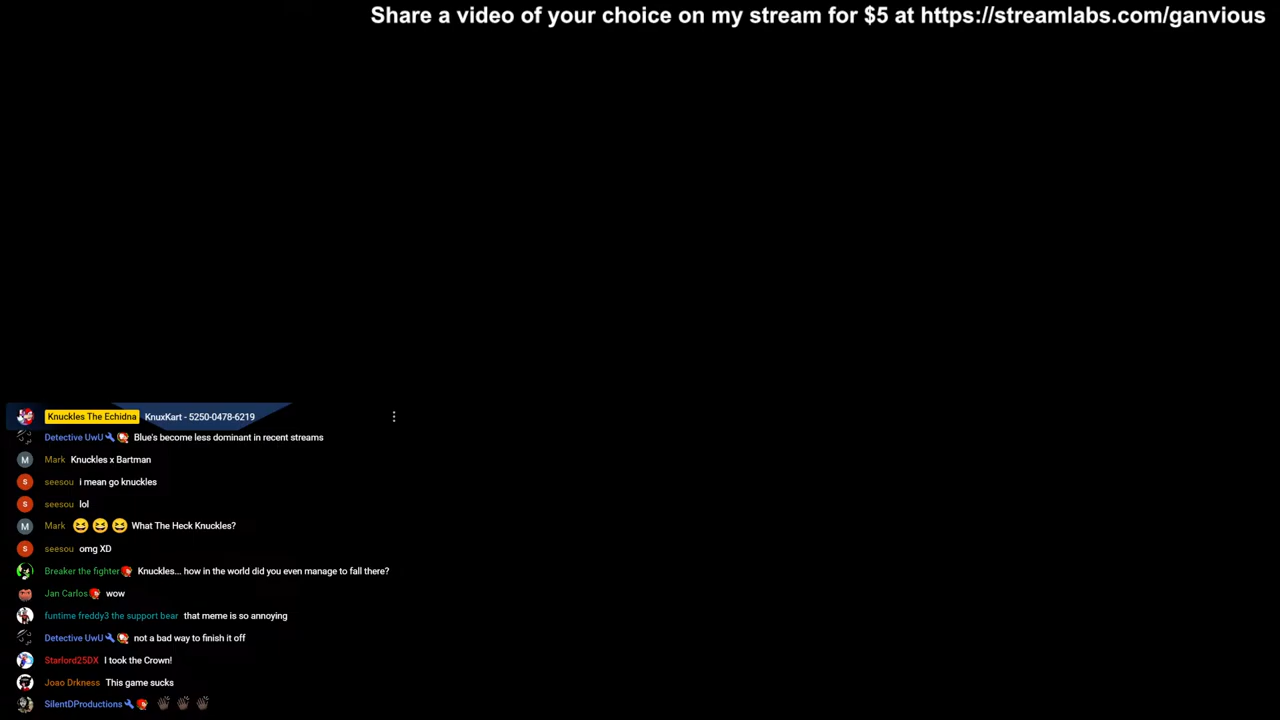 Share a video of your choice on my stream for $5 at https://streamlabs.com/ganvious
Knuckles The Echidna KnuxKart - 5250-0478-6219
Detective UwU Blue's become less dominant in recent streams
M Mark Knuckles x Bartman
s seesou i mean go knuckles
s seesou lol
M Mark 😆 😆 😆 What The Heck Knuckles?
s seesou omg XD
Breaker the fighter Knuckles... how in the world did you even manage to fall there?
Jan Carlos wow
funtime freddy3 the support bear that meme is so annoying
Detective UwU not a bad way to finish it off
Starlord25DX I took the Crown!
Joao Drkness This game sucks
SilentDProductions 👏🏿 👏🏿 👏🏿